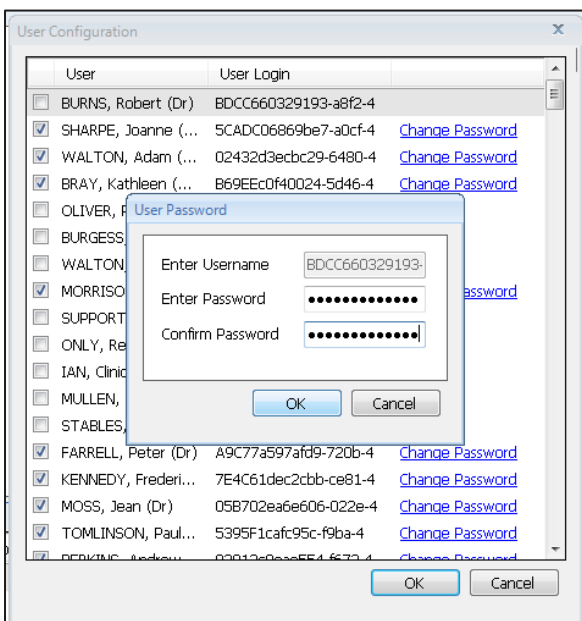 User Configuration x
User User Login
BURNS, Robert (Dr) BDCC660329193-a8f2-4
SHARPE, Joanne (... 5CADC06869be7-a0cf-4 Change Password
WALTON, Adam (... 02432d3ecbc29-6480-4 Change Password
BRAY, Kathleen (... B69EEc0f40024-5d46-4 Change Password
OLIVER,
User Password
BURGESS
WALTON
Enter Username BDCC660329193-
MORRISO assword
Enter Password •••••••••••••
SUPPORT
Confirm Password •••••••••••••
ONLY, Re
IAN, Clinic
MULLEN,
OK Cancel
STABLES,
FARRELL, Peter (Dr) A9C77a597afd9-720b-4 Change Password
KENNEDY, Frederi... 7E4C61dec2cbb-ce81-4 Change Password
MOSS, Jean (Dr) 05B702ea6e606-022e-4 Change Password
TOMLINSON, Paul... 5395F1cafc95c-f9ba-4 Change Password
PERKINS, Andrew Change Password
OK Cancel